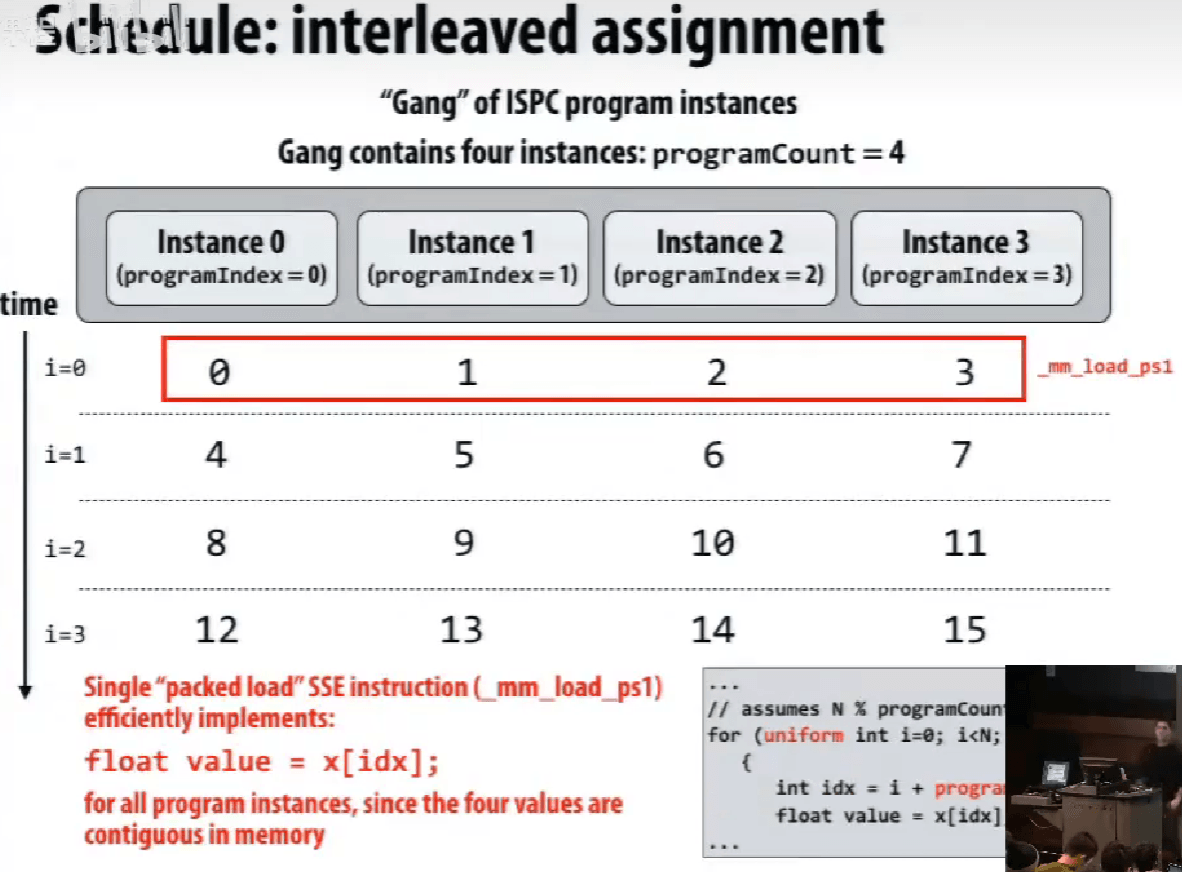 Schedule: interleaved assignment
“Gang” of ISPC program instances
Gang contains four instances: programCount = 4
Instance 0
(programIndex = 0)
Instance 1
(programIndex = 1)
Instance 2
(programIndex = 2)
Instance 3
(programIndex = 3)
time
i=0 0 1 2 3 _mm_load_ps1
i=1 4 5 6 7
i=2 8 9 10 11
i=3 12 13 14 15
Single “packed load” SSE instruction (_mm_load_ps1)
efficiently implements:
float value = x[idx];
for all program instances, since the four values are
contiguous in memory
...
// assumes N % programCoun
for (uniform int i=0; i<N;
{
int idx = i + progra
float value = x[idx]
...